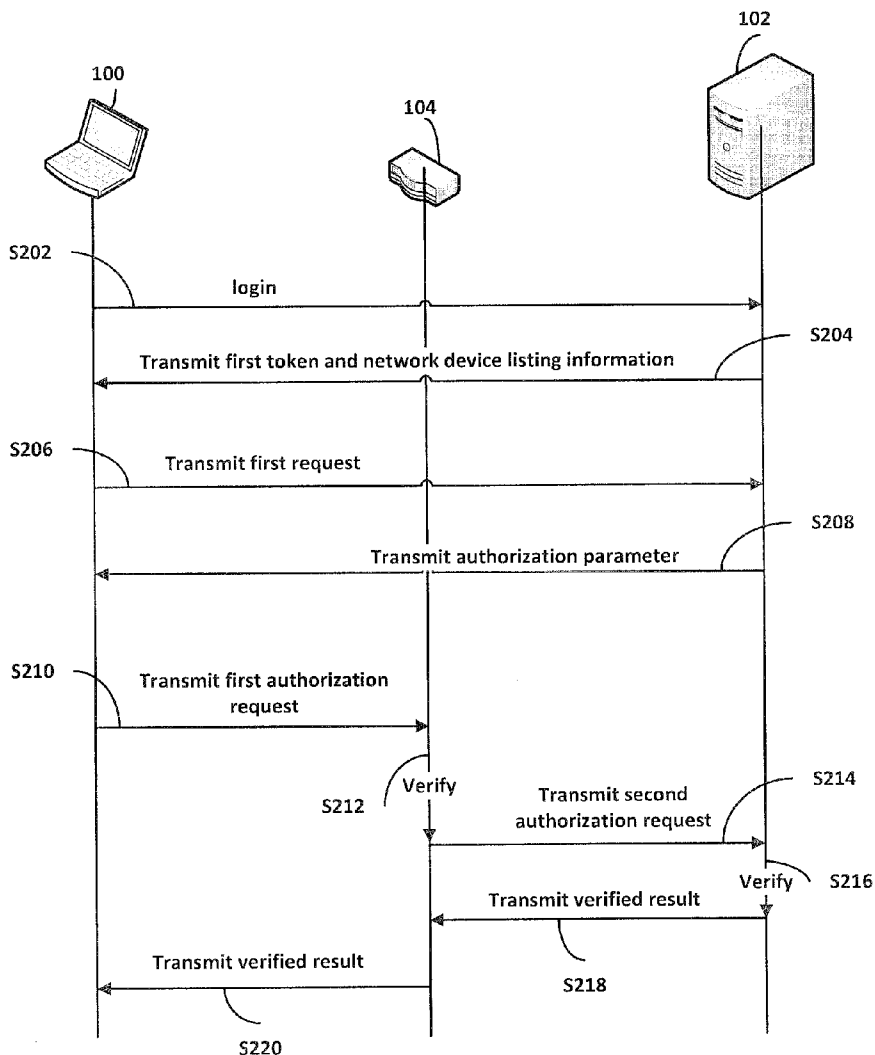 102
100
104
S202
login
S204
Transmit first token and network device listing information
S206
Transmit first request
S208
Transmit authorization parameter
S210
Transmit first authorization
request
S212
Verify
S214
Transmit second
authorization request
Verify
S216
Transmit verified result
S218
Transmit verified result
S220